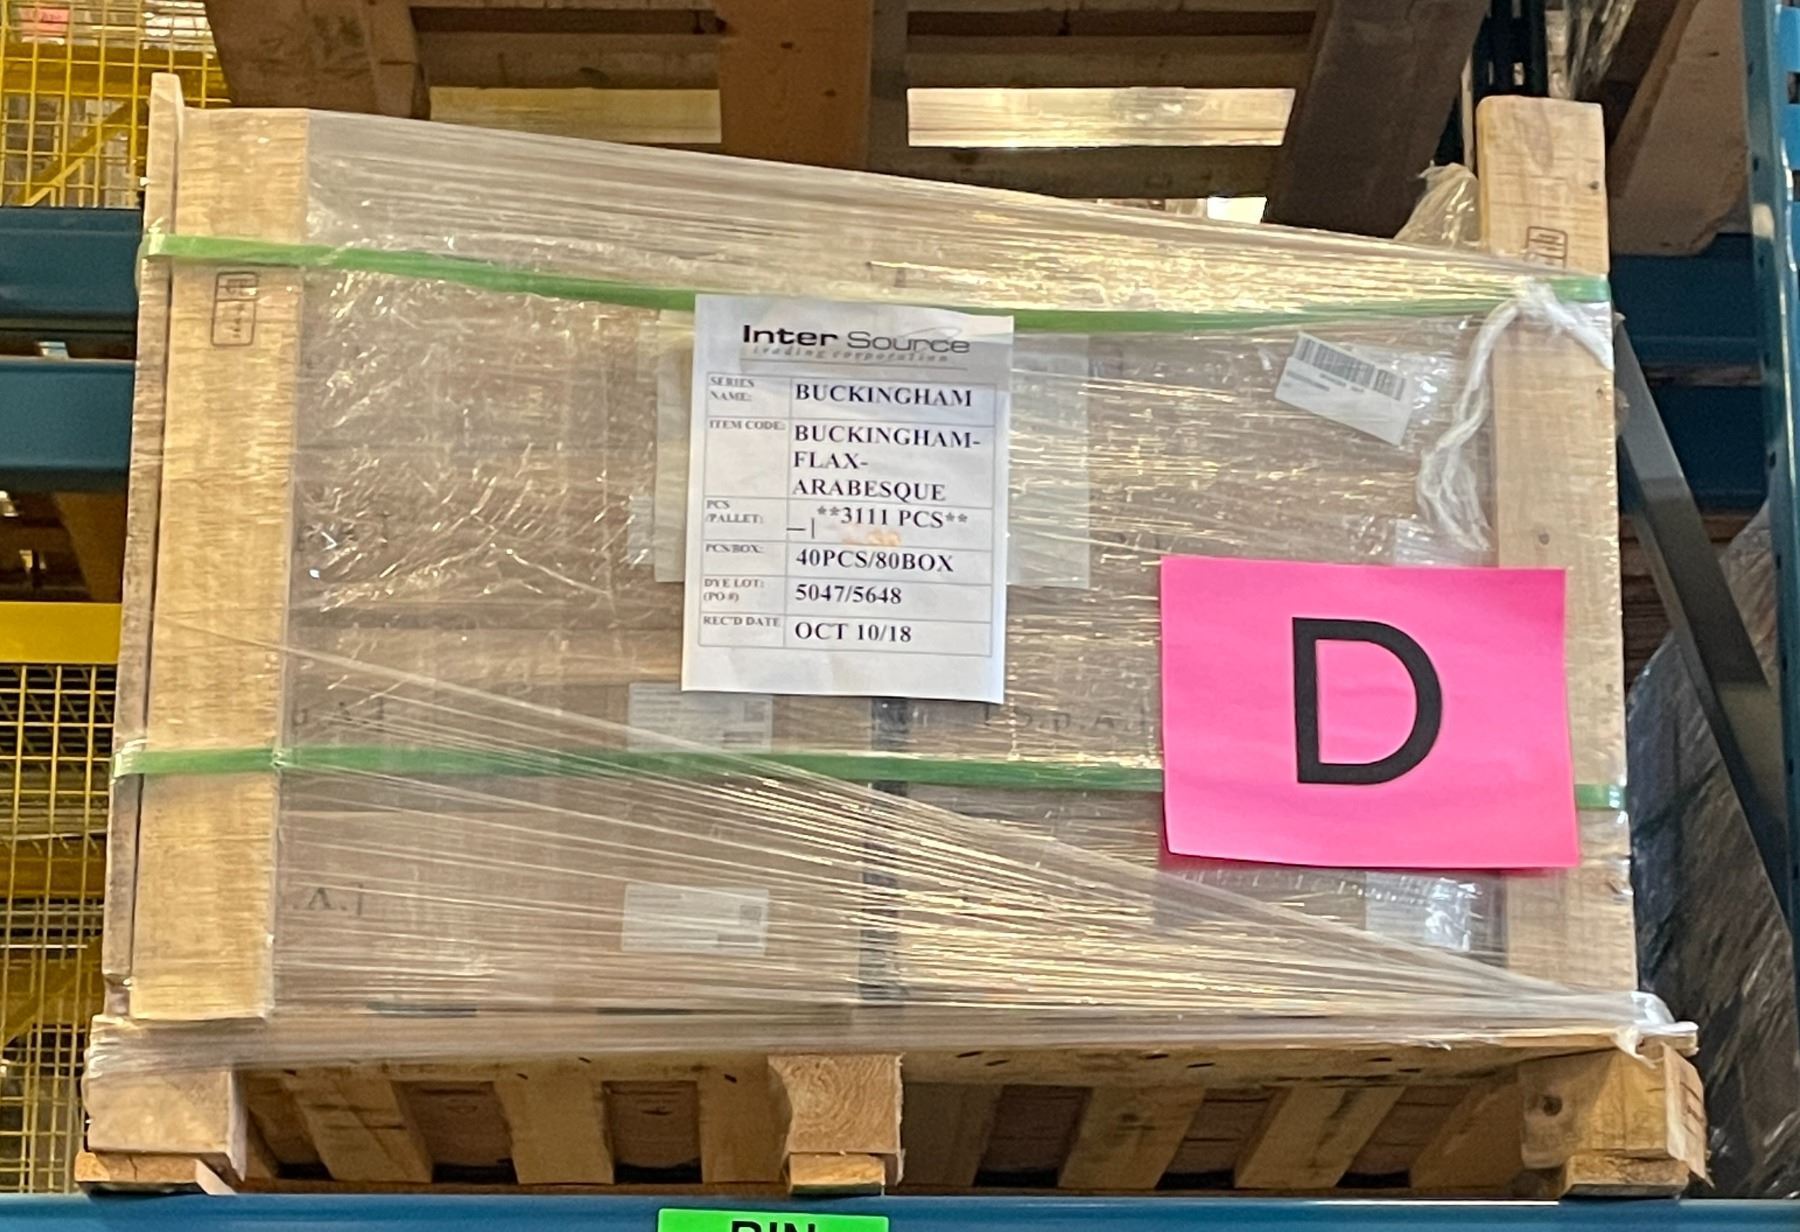 Inter Source
trading corporation
SERIES NAME: BUCKINGHAM
ITEM CODE: BUCKINGHAM-
FLAX-
ARABESQUE
PCS /PALLET: **3111 PCS**
PCS/BOX: 40PCS/80BOX
DYE LOT: (PO #) 5047/5648
REC'D DATE OCT 10/18
D
S.p.A.
.A.
BIN